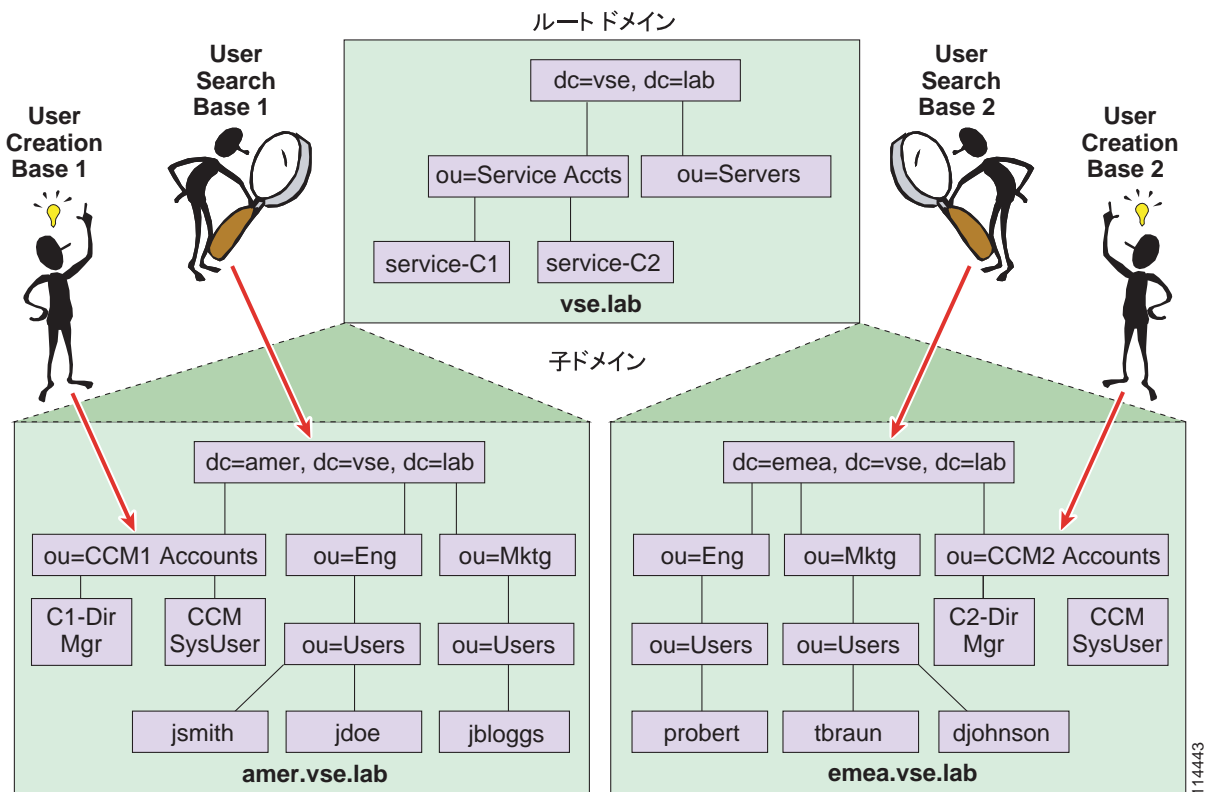 ルート ドメイン
User
Search
Base 1
User
Search
Base 2
User
Creation
Base 1
User
Creation
Base 2
dc=vse, dc=lab
ou=Service Accts
ou=Servers
service-C1
service-C2
vse.lab
子ドメイン
dc=amer, dc=vse, dc=lab
ou=CCM1 Accounts
ou=Eng
ou=Mktg
C1-Dir
Mgr
CCM
SysUser
ou=Users
ou=Users
jsmith
jdoe
jbloggs
amer.vse.lab
dc=emea, dc=vse, dc=lab
ou=Eng
ou=Mktg
ou=CCM2 Accounts
ou=Users
ou=Users
C2-Dir
Mgr
CCM
SysUser
probert
tbraun
djohnson
emea.vse.lab
114443